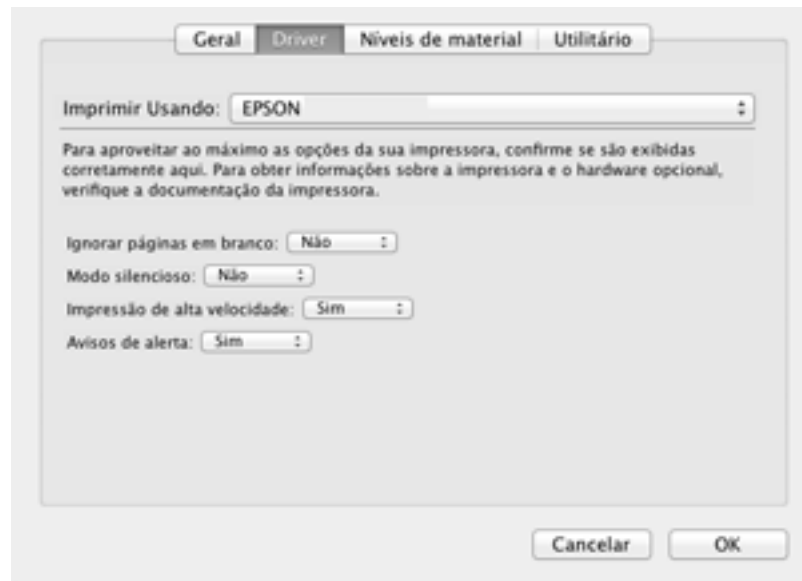 Geral Driver Níveis de material Utilitário
Imprimir Usando: EPSON
Para aproveitar ao máximo as opções da sua impressora, confirme se são exibidas
corretamente aqui. Para obter informações sobre a impressora e o hardware opcional,
verifique a documentação da impressora.
Ignorar páginas em branco: Não
Modo silencioso: Não
Impressão de alta velocidade: Sim
Avisos de alerta: Sim
Cancelar OK